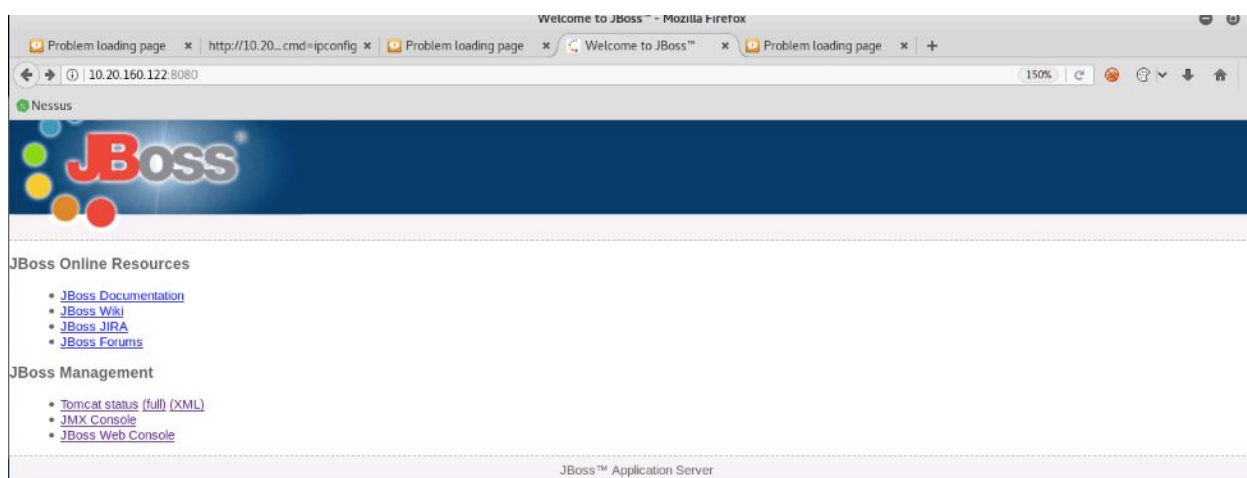 Welcome to JBoss™ - Mozilla Firefox
Problem loading page × http://10.20...cmd=ipconfig × Problem loading page × Welcome to JBoss™ × Problem loading page × +
10.20.160.122:8080 150%
Nessus
JBoss®
JBoss Online Resources
JBoss Documentation
JBoss Wiki
JBoss JIRA
JBoss Forums
JBoss Management
Tomcat status (full) (XML)
JMX Console
JBoss Web Console
JBoss™ Application Server